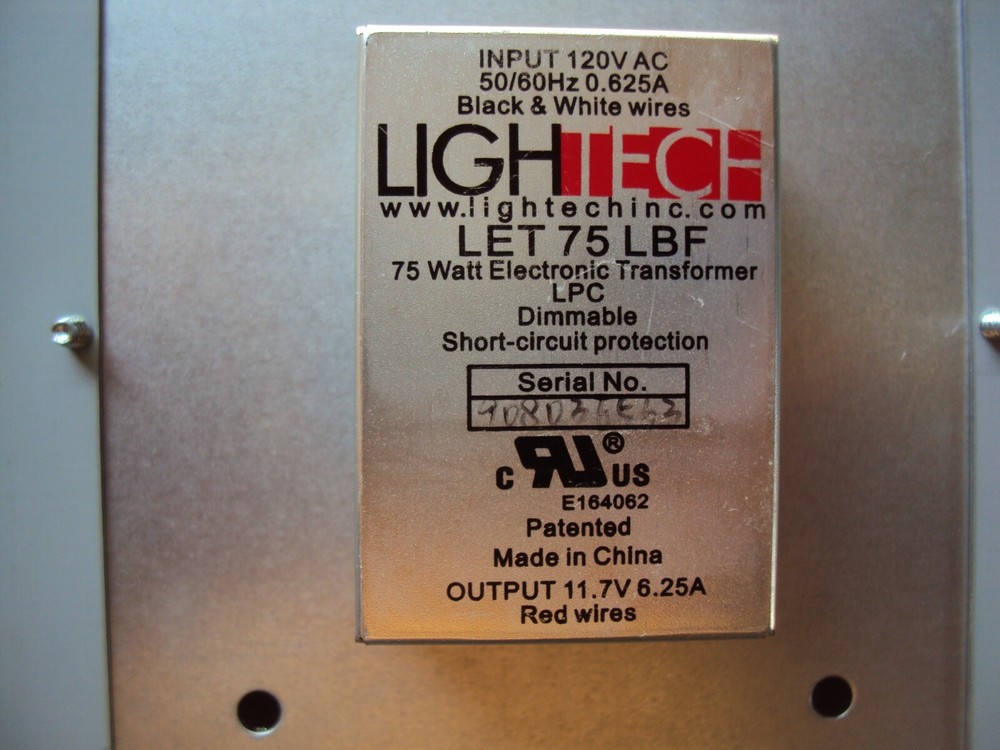 INPUT 120V AC
50/60Hz 0.625A
Black & White wires
LIGHTECH
www.lightechinc.com
LET 75 LBF
75 Watt Electronic Transformer
LPC
Dimmable
Short-circuit protection
Serial No.
C RU® US
E164062
Patented
Made in China
OUTPUT 11.7V 6.25A
Red wires